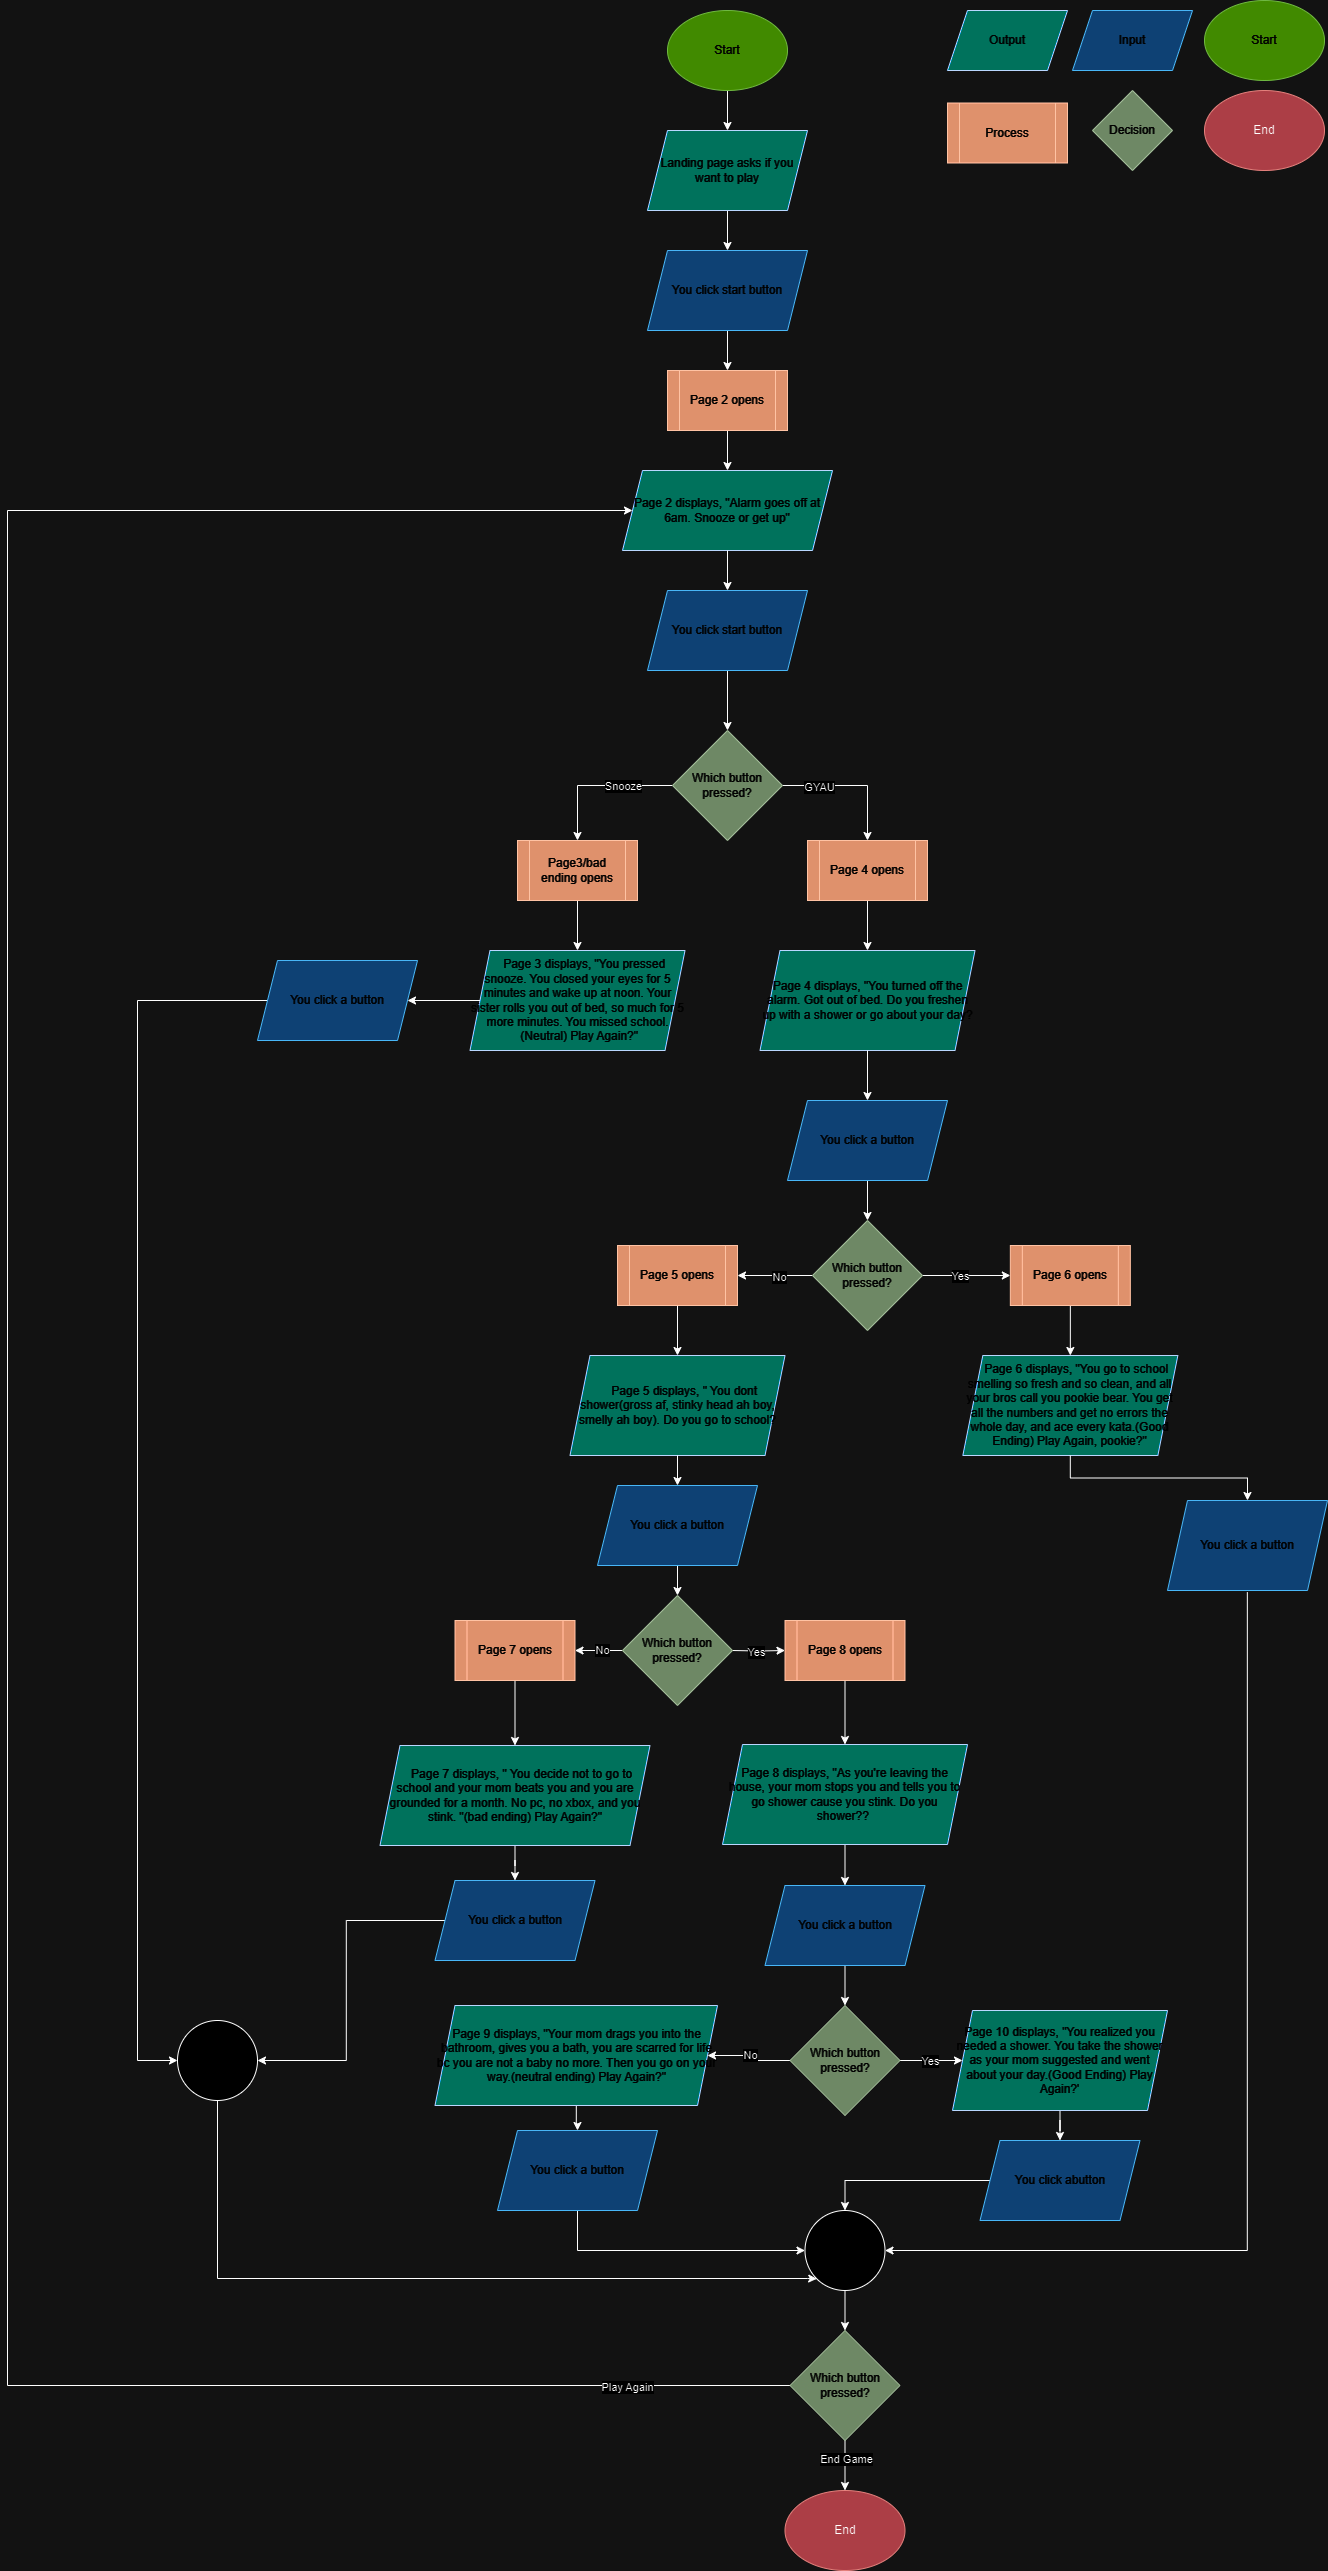 Start
Output
Input
Start
Process
Decision
End
Landing page asks if you
want to play
You click start button
Page 2 opens
Page 2 displays, "Alarm goes off at
6am. Snooze or get up"
You click start button
Which button
pressed?
Snooze
GYAU
Page3/bad
ending opens
Page 4 opens
You click a button
Page 3 displays, "You pressed
snooze. You closed your eyes for 5
minutes and wake up at noon. Your
sister rolls you out of bed, so much for 5
more minutes. You missed school.
(Neutral) Play Again?"
Page 4 displays, "You turned off the
alarm. Got out of bed. Do you freshen
up with a shower or go about your day?
You click a button
Page 5 opens
No
Which button
pressed?
Yes
Page 6 opens
Page 5 displays, " You dont
shower(gross af, stinky head ah boy,
smelly ah boy). Do you go to school?
Page 6 displays, "You go to school
smelling so fresh and so clean, and all
your bros call you pookie bear. You get
all the numbers and get no errors the
whole day, and ace every kata.(Good
Ending) Play Again, pookie?"
You click a button
You click a button
Page 7 opens
No
Which button
pressed?
Yes
Page 8 opens
Page 7 displays, " You decide not to go to
school and your mom beats you and you are
grounded for a month. No pc, no xbox, and you
stink. "(bad ending) Play Again?"
Page 8 displays, "As you're leaving the
house, your mom stops you and tells you to
go shower cause you stink. Do you
shower??
You click a button
You click a button
Page 9 displays, "Your mom drags you into the
bathroom, gives you a bath, you are scarred for life
bc you are not a baby no more. Then you go on your
way.(neutral ending) Play Again?"
No
Which button
pressed?
Yes
Page 10 displays, "You realized you
needed a shower. You take the shower
as your mom suggested and went
about your day.(Good Ending) Play
Again?'
You click a button
You click abutton
Which button
pressed?
Play Again
End Game
End